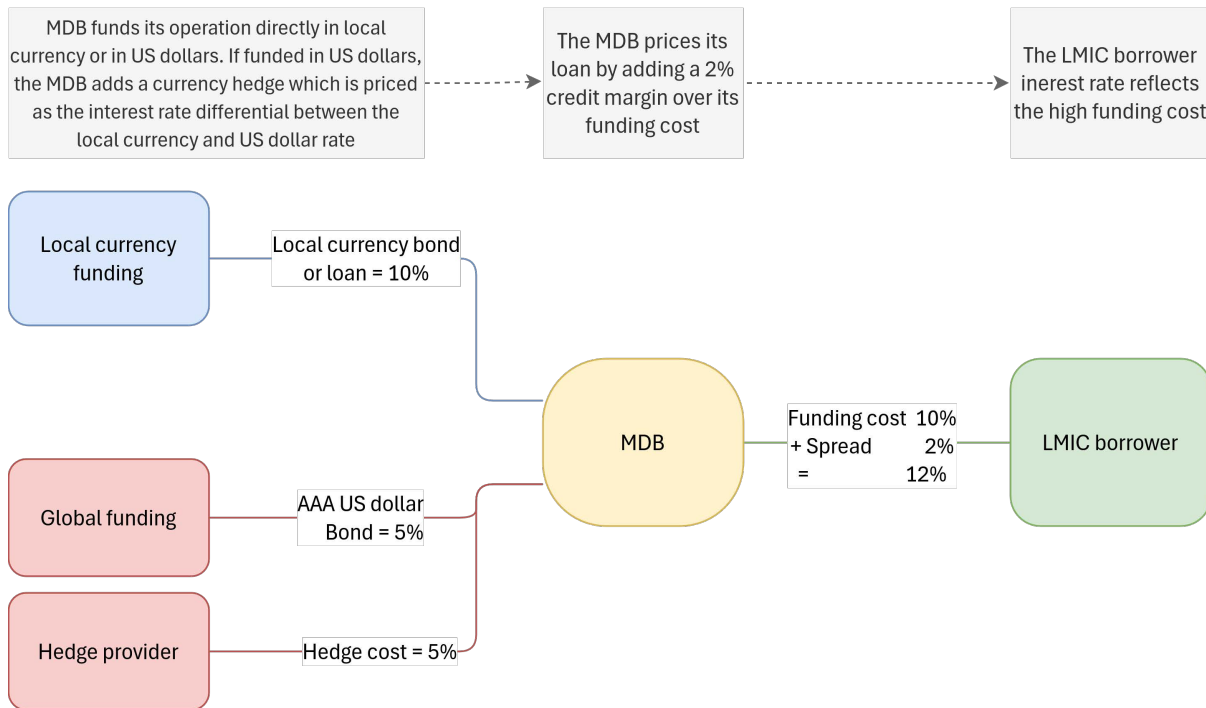 MDB funds its operation directly in local
currency or in US dollars. If funded in US dollars,
the MDB adds a currency hedge which is priced
as the interest rate differential between the
local currency and US dollar rate
The MDB prices its
loan by adding a 2%
credit margin over its
funding cost
The LMIC borrower
inerest rate reflects
the high funding cost
Local currency
funding
Local currency bond
or loan = 10%
Global funding
AAA US dollar
Bond = 5%
Hedge provider
Hedge cost = 5%
MDB
Funding cost 10%
+ Spread 2%
= 12%
LMIC borrower